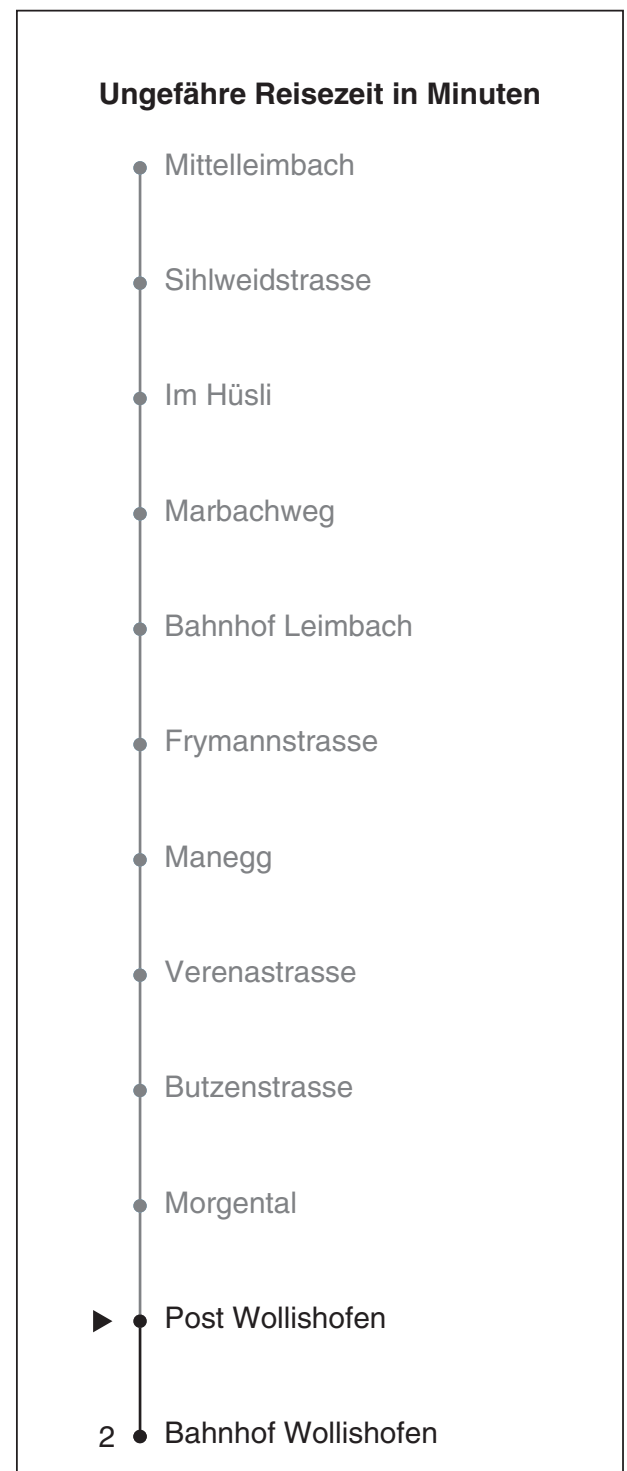 Ungefähre Reisezeit in Minuten
Mittelleimbach
Sihlweidstrasse
Im Hüsli
Marbachweg
Bahnhof Leimbach
Frymannstrasse
Manegg
Verenastrasse
Butzenstrasse
Morgental
Post Wollishofen
2 Bahnhof Wollishofen